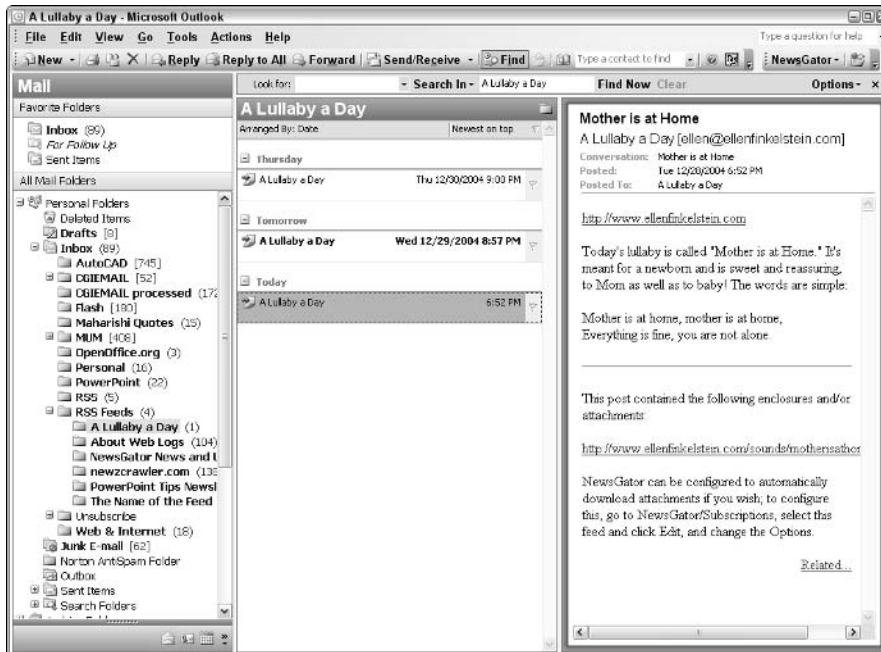 A Lullaby a Day - Microsoft Outlook
File Edit View Go Tools Actions Help
Type a question for help
New Reply Reply to All Forward Send/Receive Find Type a contact to find NewsGator
Mail
Look for: Search In A Lullaby a Day Find Now Clear Options
Favorite Folders
Inbox (89)
For Follow Up
Sent Items
All Mail Folders
Personal Folders
Deleted Items
Drafts [9]
Inbox (89)
AutoCAD [745]
CGIEMAIL [52]
CGIEMAIL processed (172
Flash [180]
Maharishi Quotes (15)
MUM [408]
OpenOffice.org (3)
Personal (16)
PowerPoint (22)
RSS (5)
RSS Feeds (4)
A Lullaby a Day (1)
About Web Logs (104)
NewsGator News and U
newzcrawler.com (135
PowerPoint Tips Newsl
The Name of the Feed
Unsubscribe
Web & Internet (18)
Junk E-mail [62]
Norton AntiSpam Folder
Outbox
Sent Items
Search Folders
A Lullaby a Day
Arranged By: Date Newest on top
Thursday
A Lullaby a Day Thu 12/30/2004 9:00 PM
Tomorrow
A Lullaby a Day Wed 12/29/2004 8:57 PM
Today
A Lullaby a Day 6:52 PM
Mother is at Home
A Lullaby a Day [ellen@ellenfinkelstein.com]
Conversation: Mother is at Home
Posted: Tue 12/28/2004 6:52 PM
Posted To: A Lullaby a Day
http://www.ellenfinkelstein.com
Today's lullaby is called "Mother is at Home." It's
meant for a newborn and is sweet and reassuring,
to Mom as well as to baby! The words are simple:
Mother is at home, mother is at home,
Everything is fine, you are not alone.
This post contained the following enclosures and/or
attachments:
http://www.ellenfinkelstein.com/sounds/motherisathor
NewsGator can be configured to automatically
download attachments if you wish; to configure
this, go to NewsGator/Subscriptions, select this
feed and click Edit, and change the Options.
Related...